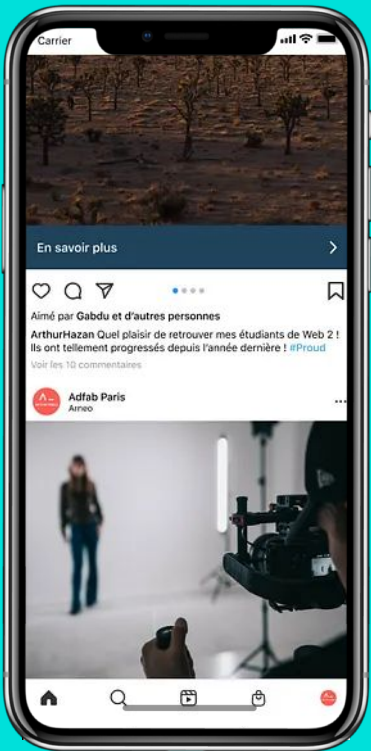 Carrier
En savoir plus
Aimé par Gabdu et d'autres personnes
ArthurHazan Quel plaisir de retrouver mes étudiants de Web 2 !
Ils ont tellement progressés depuis l'année dernière ! #Proud
Voir les 10 commentaires
Adfab Paris
Arneo